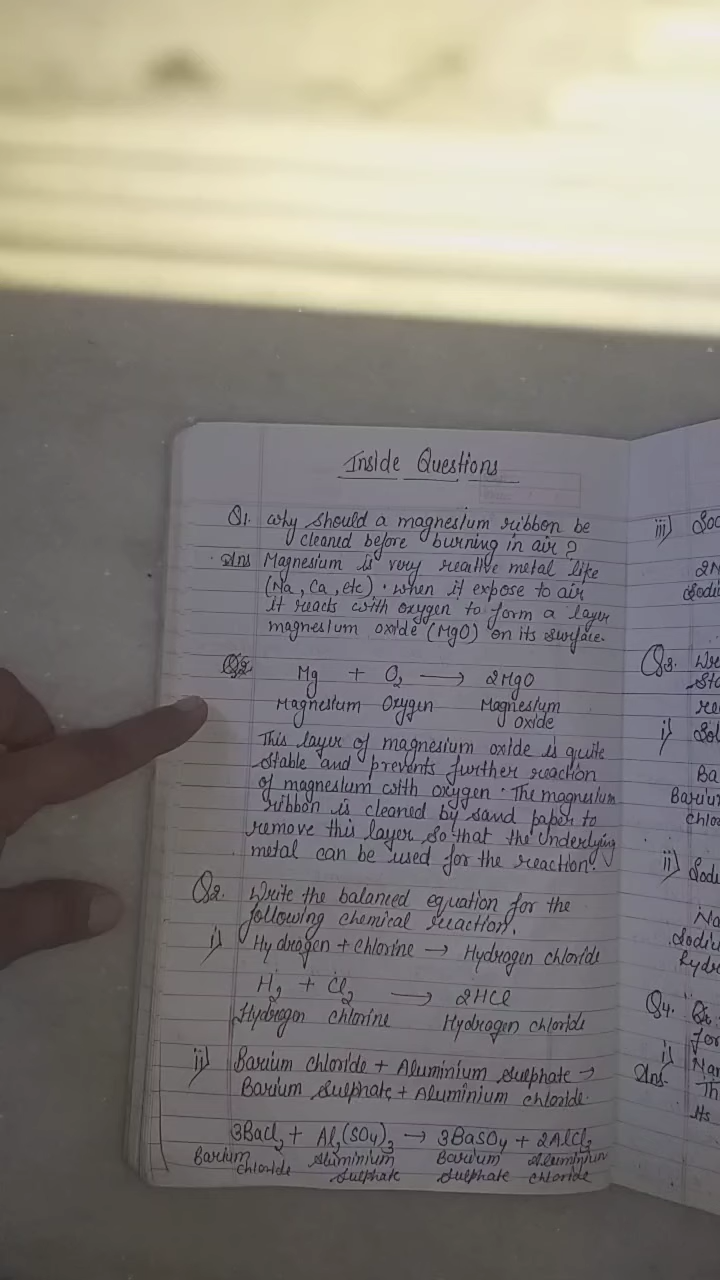 Inside Questions
Q1. Why should a magnesium ribbon be
cleaned before burning in air?
Ans Magnesium is very reactive metal like
(Na, Ca, etc). when it expose to air
it reacts with oxygen to form a layer
magnesium oxide (MgO) on its surface.
Mg + O₂ ⟶ 2MgO
Magnesium Oxygen Magnesium
oxide
This layer of magnesium oxide is quite
stable and prevents further reaction
of magnesium with oxygen. The magnesium
ribbon is cleaned by sand paper to
remove this layer, so that the underlying
metal can be used for the reaction.
Q2. Write the balanced equation for the
following chemical reaction.
i) Hydrogen + Chlorine → Hydrogen chloride
H₂ + Cl₂ ⟶ 2HCl
Hydrogen chlorine Hydrogen chloride
ii) Barium chloride + Aluminium sulphate →
Barium sulphate + Aluminium chloride.
3BaCl₂ + Al₂(SO₄)₃ → 3BaSO₄ + 2AlCl₃
Barium Aluminium Barium Aluminium
chloride sulphate sulphate chloride
iii)
Q3.
i)
ii)
Q4.
for
i)
Ans.
its